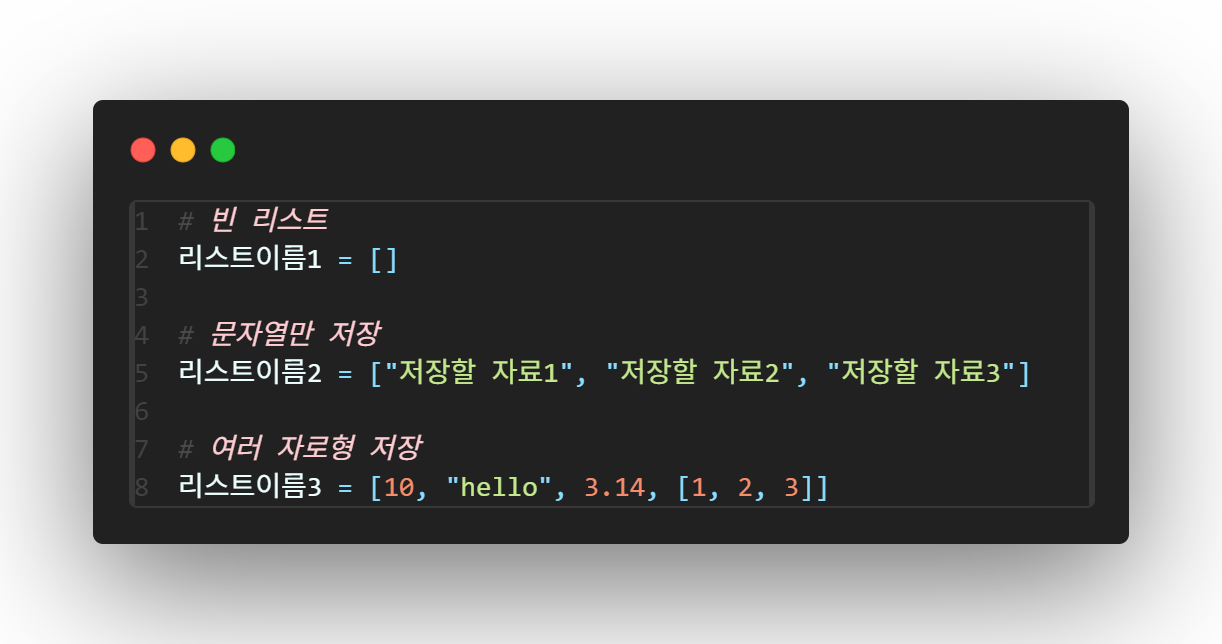 1 # 빈 리스트
2 리스트이름1 = []
3
4 # 문자열만 저장
5 리스트이름2 = ["저장할 자료1", "저장할 자료2", "저장할 자료3"]
6
7 # 여러 자로형 저장
8 리스트이름3 = [10, "hello", 3.14, [1, 2, 3]]